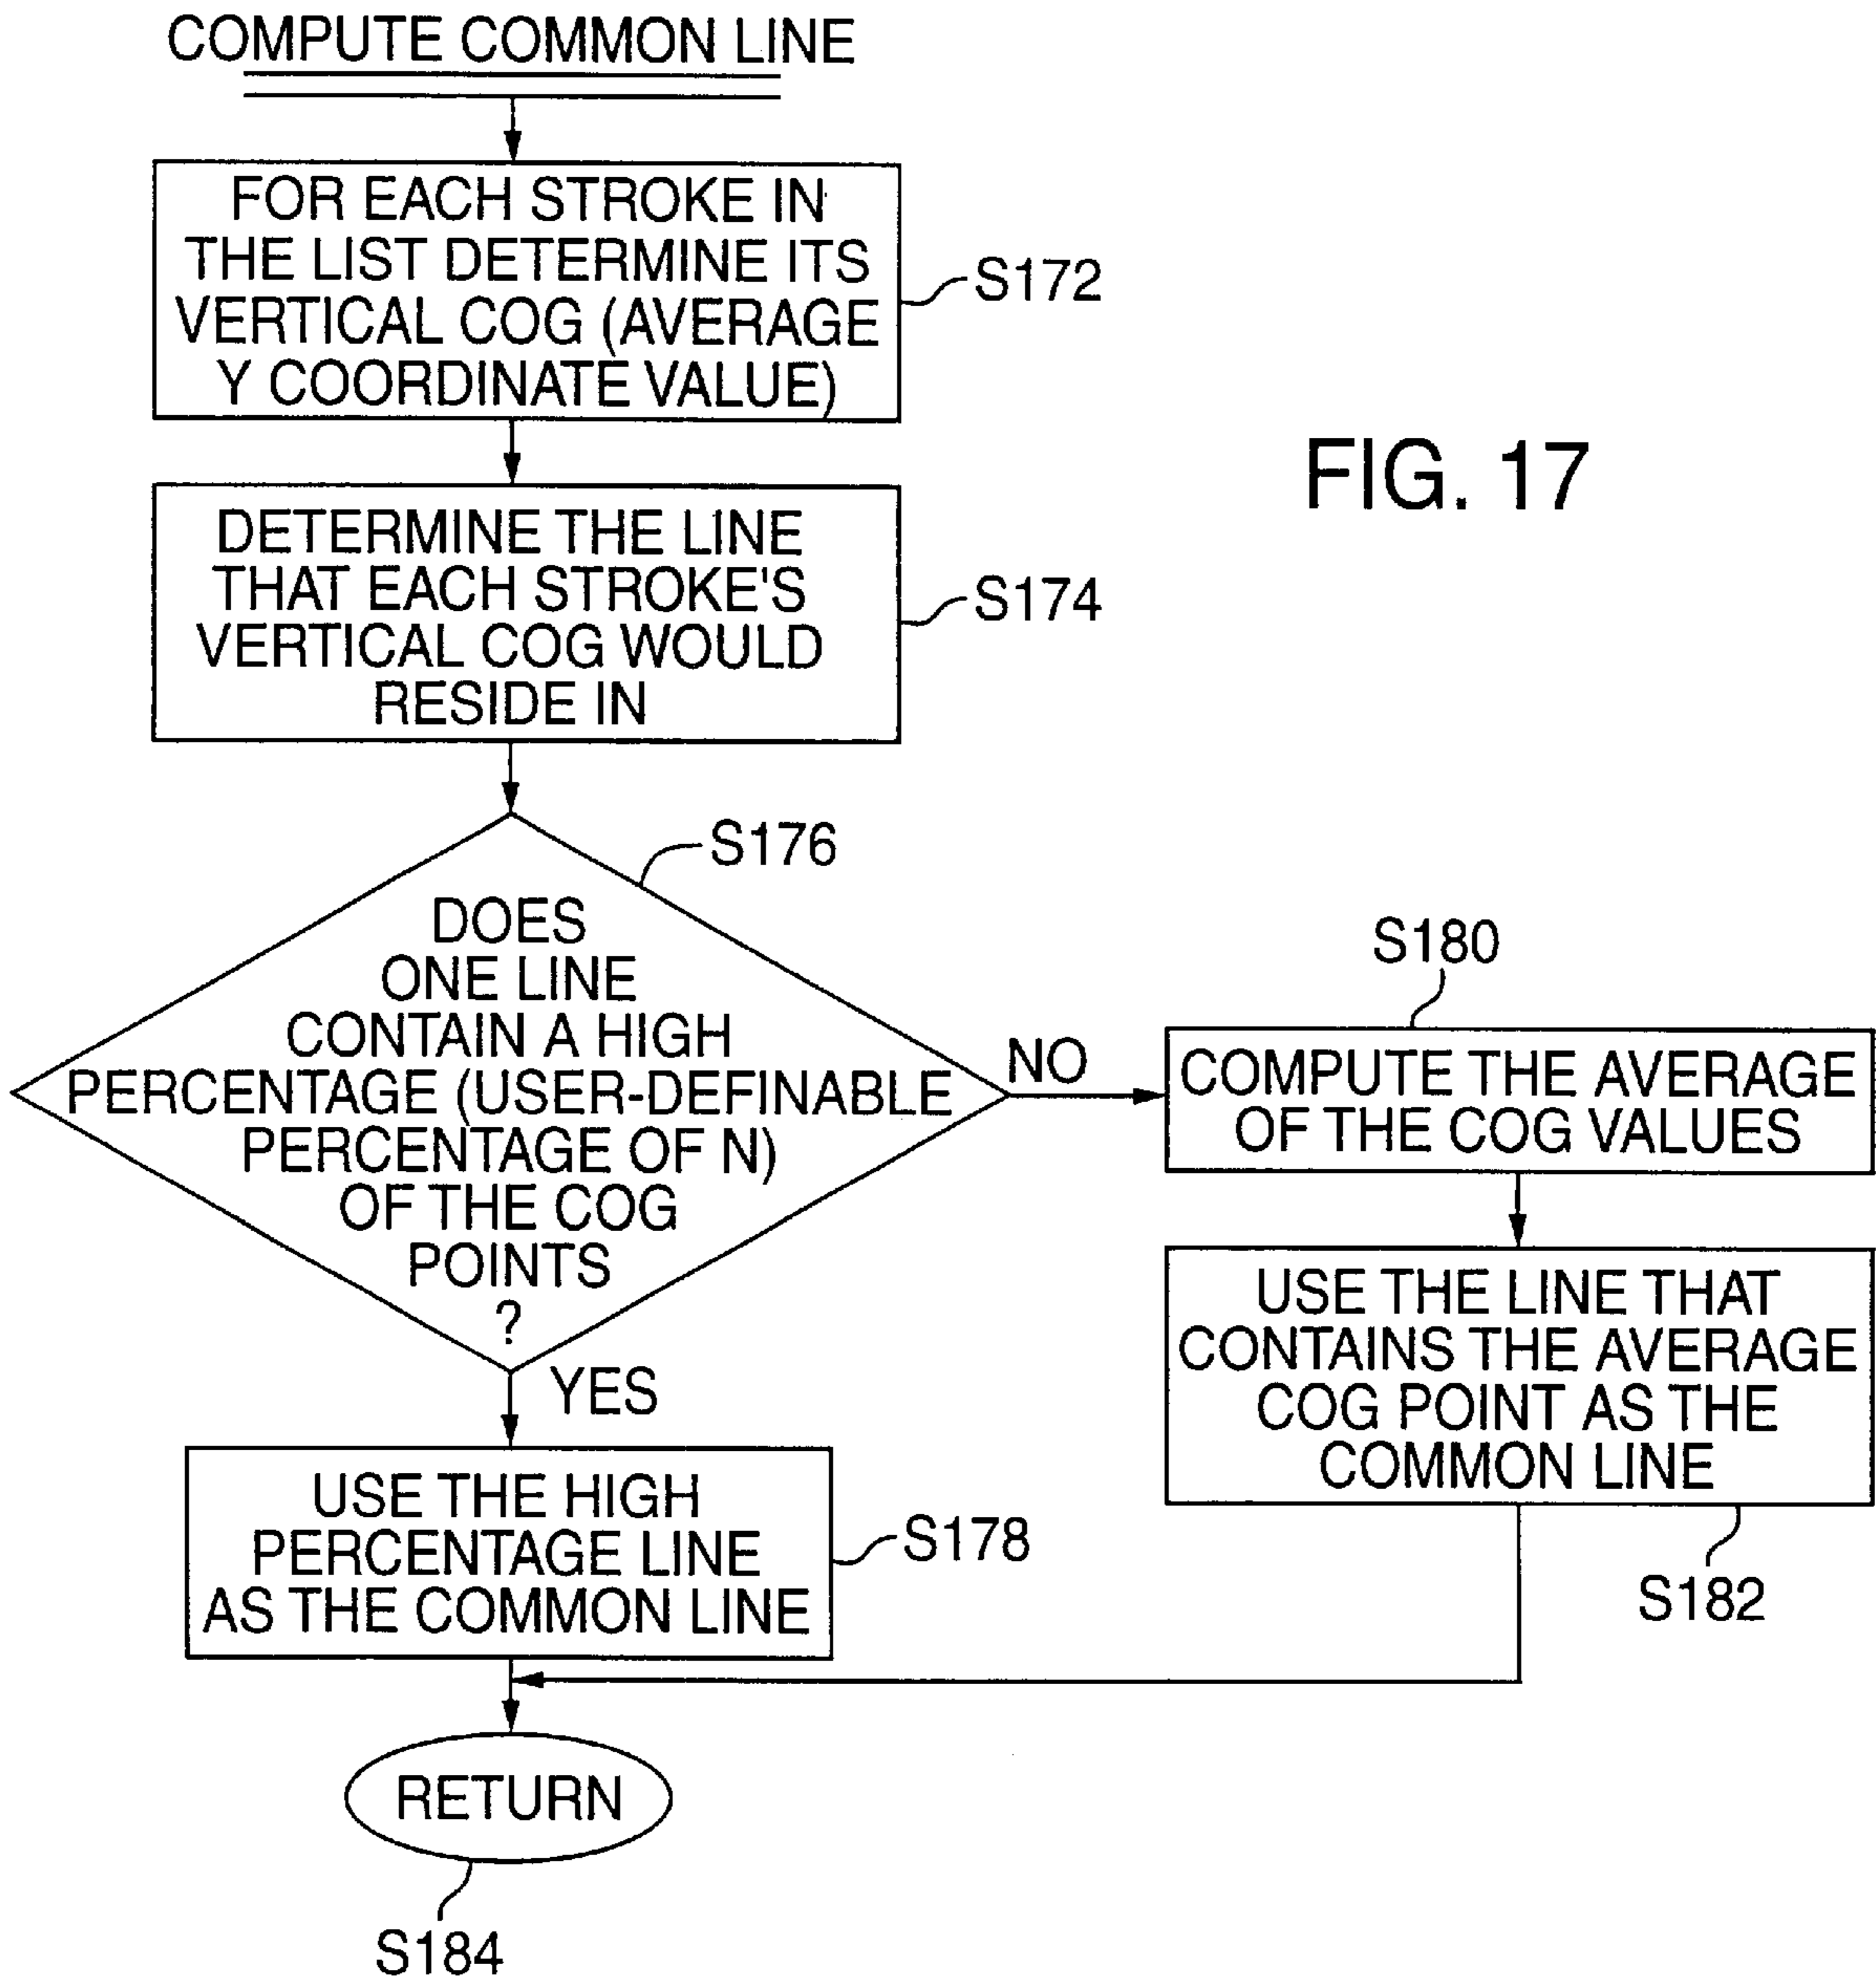 COMPUTE COMMON LINE
FOR EACH STROKE IN
THE LIST DETERMINE ITS
VERTICAL COG (AVERAGE
Y COORDINATE VALUE)
S172
FIG. 17
DETERMINE THE LINE
THAT EACH STROKE'S
VERTICAL COG WOULD
RESIDE IN
S174
S176
DOES
ONE LINE
CONTAIN A HIGH
PERCENTAGE (USER-DEFINABLE
PERCENTAGE OF N)
OF THE COG
POINTS
?
NO
S180
COMPUTE THE AVERAGE
OF THE COG VALUES
USE THE LINE THAT
CONTAINS THE AVERAGE
COG POINT AS THE
COMMON LINE
S182
YES
USE THE HIGH
PERCENTAGE LINE
AS THE COMMON LINE
S178
RETURN
S184